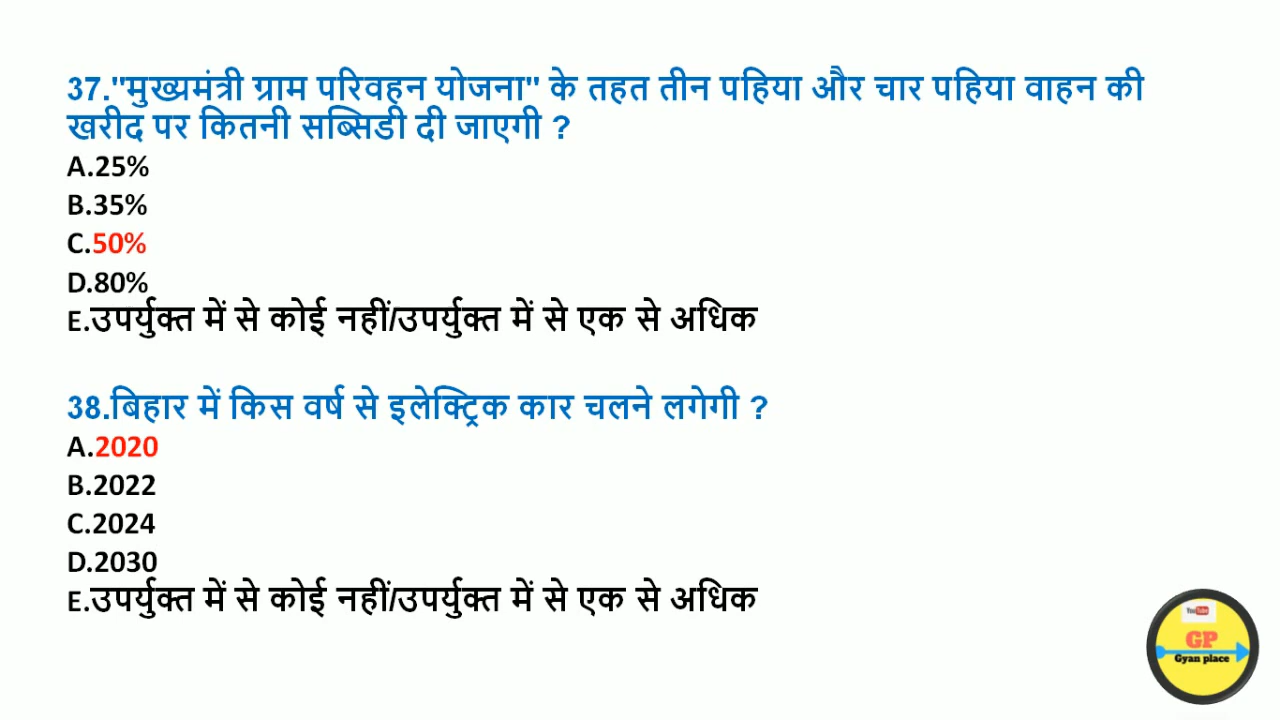 37."मुख्यमंत्री ग्राम परिवहन योजना" के तहत तीन पहिया और चार पहिया वाहन की
खरीद पर कितनी सब्सिडी दी जाएगी ?
A.25%
B.35%
C.50%
D.80%
E.उपर्युक्त में से कोई नहीं/उपर्युक्त में से एक से अधिक
38.बिहार में किस वर्ष से इलेक्ट्रिक कार चलने लगेगी ?
A.2020
B.2022
C.2024
D.2030
E.उपर्युक्त में से कोई नहीं/उपर्युक्त में से एक से अधिक
YouTube
GP
Gyan place